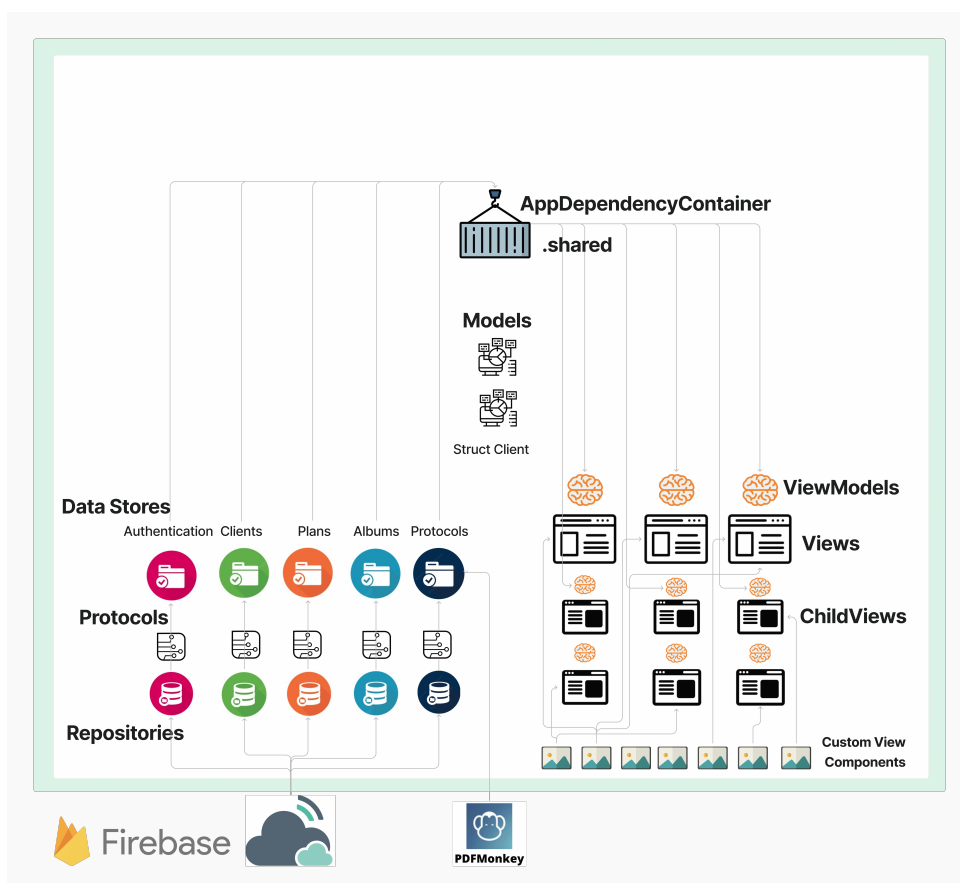 AppDependencyContainer
.shared
Models
Struct Client
ViewModels
Data Stores
Authentication Clients Plans Albums Protocols
Views
Protocols
ChildViews
Repositories
Custom View
Components
Firebase
PDFMonkey